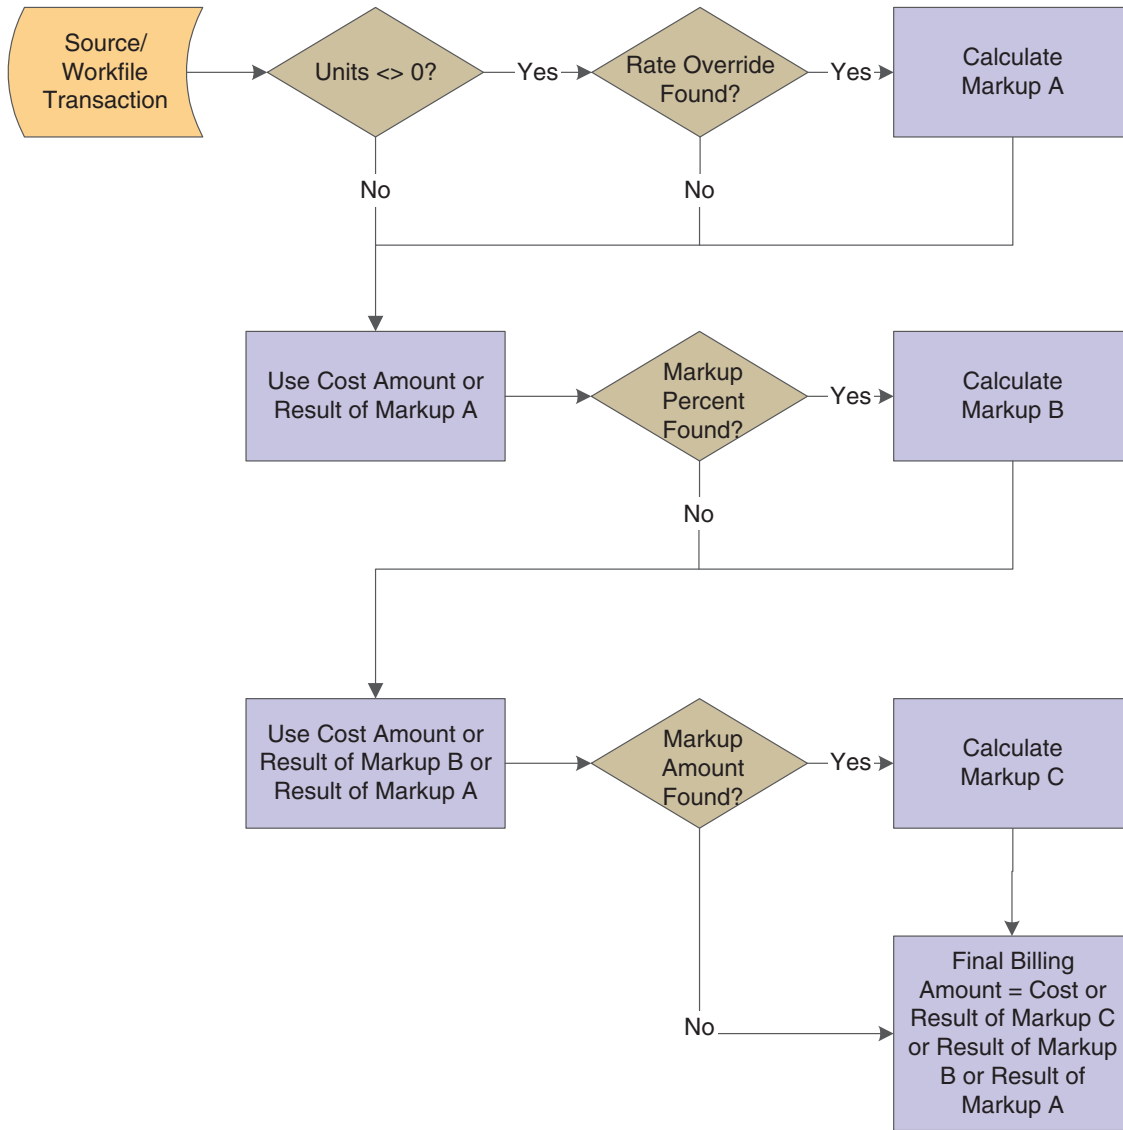 Source/
Workfile
Transaction
Units <> 0?
Yes
Rate Override
Found?
Yes
Calculate
Markup A
No
No
Use Cost Amount or
Result of Markup A
Markup
Percent
Found?
Yes
Calculate
Markup B
No
Use Cost Amount or
Result of Markup B or
Result of Markup A
Markup
Amount
Found?
Yes
Calculate
Markup C
No
Final Billing
Amount = Cost or
Result of Markup C
or Result of Markup
B or Result of
Markup A